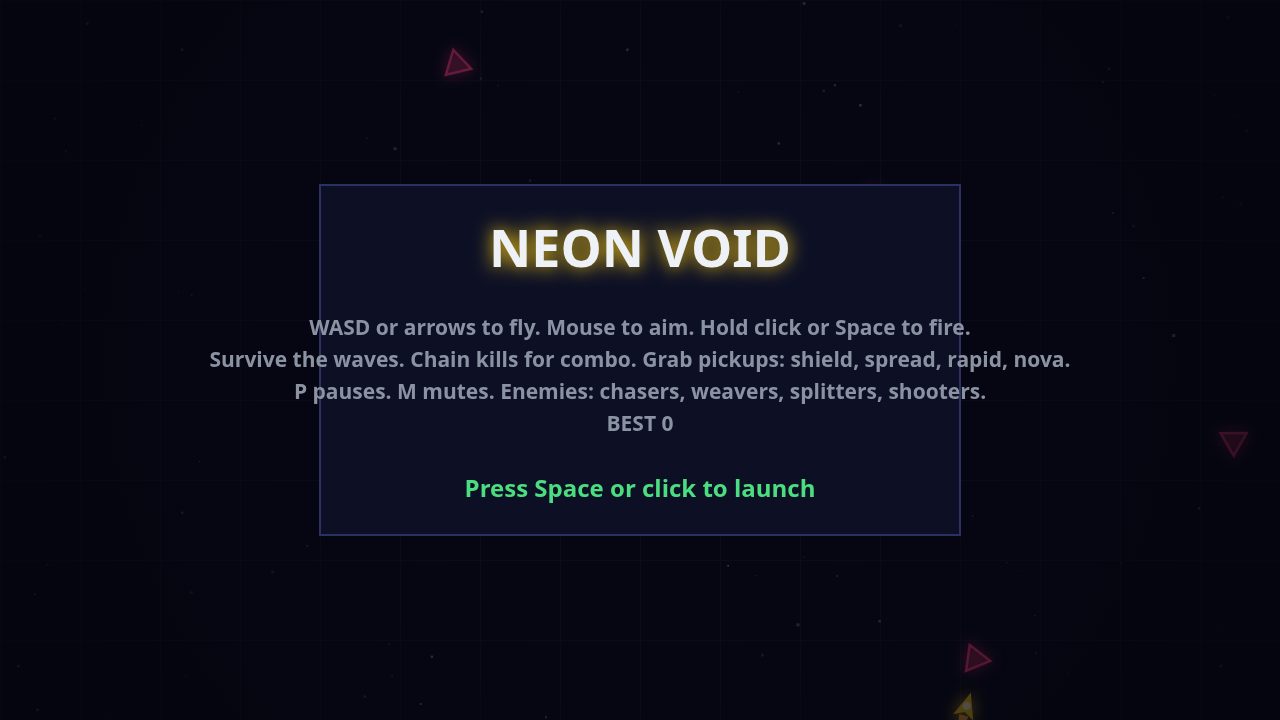 NEON VOID
WASD or arrows to fly. Mouse to aim. Hold click or Space to fire.
Survive the waves. Chain kills for combo. Grab pickups: shield, spread, rapid, nova.
P pauses. M mutes. Enemies: chasers, weavers, splitters, shooters.
BEST 0
Press Space or click to launch